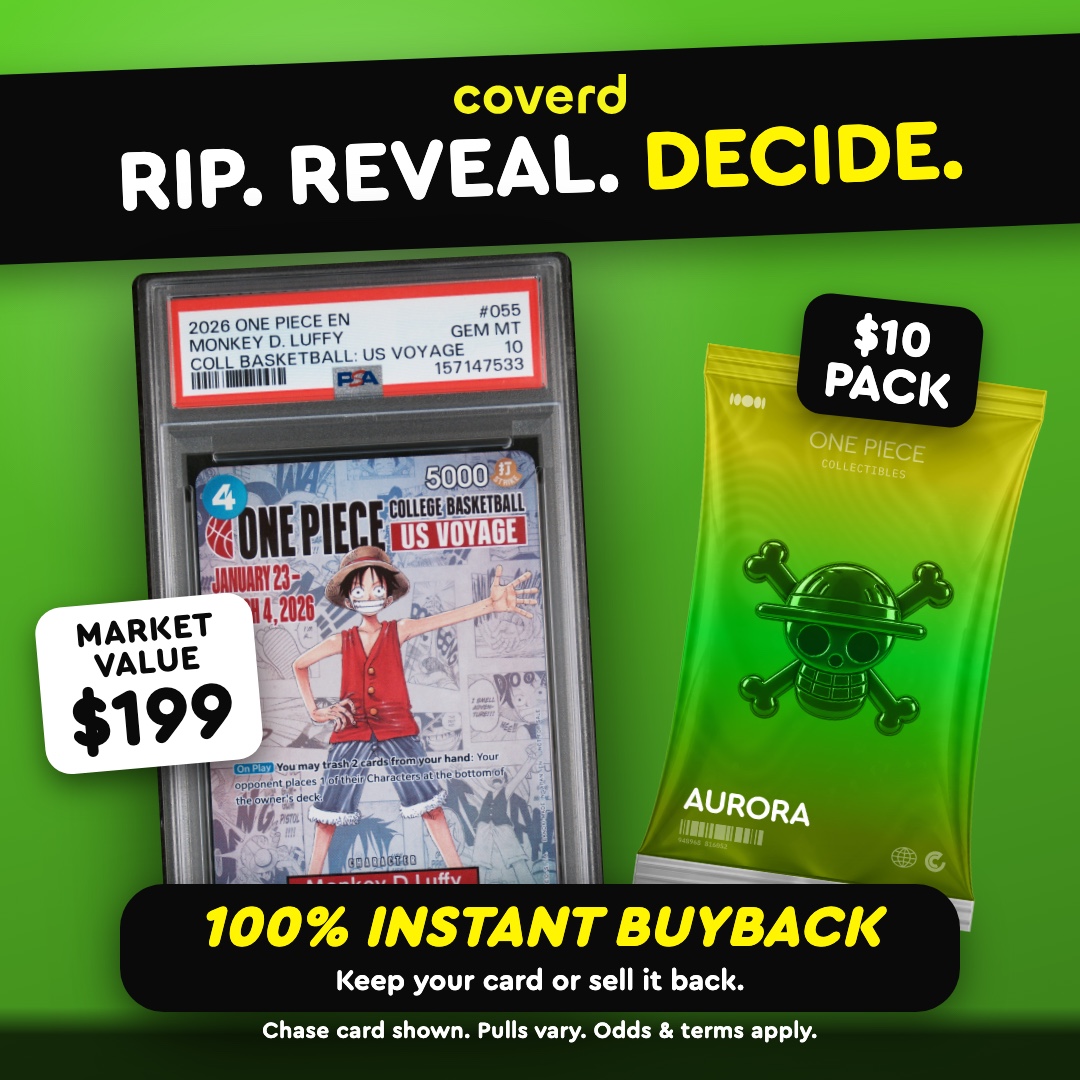 coverd
RIP. REVEAL. DECIDE.
2026 ONE PIECE EN #055
MONKEY D. LUFFY GEM MT
COLL BASKETBALL: US VOYAGE 10
PSA 157147533
4
5000 打
STRIKE
ONE PIECE COLLEGE BASKETBALL
US VOYAGE
JANUARY 23-
H 4, 2026
MARKET
VALUE
$199
On Play You may trash 2 cards from your hand: Your
opponent places 1 of their Characters at the bottom of
the owner's deck.
CHARACTER
Monkey D. Luffy
$10
PACK
ONE PIECE
COLLECTIBLES
AURORA
100% INSTANT BUYBACK
Keep your card or sell it back.
Chase card shown. Pulls vary. Odds & terms apply.